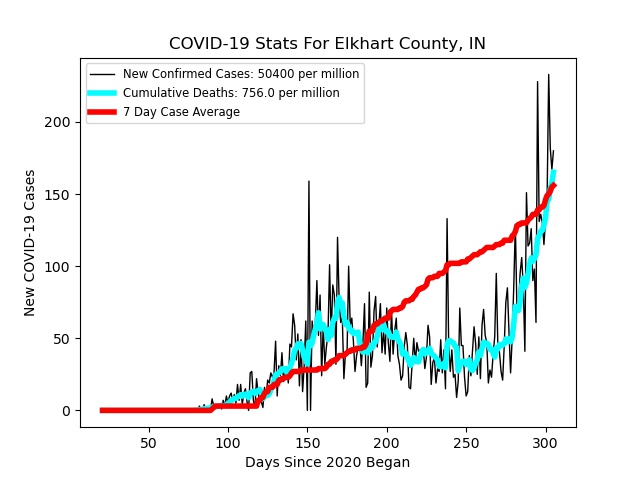 COVID-19 Stats For Elkhart County, IN
New Confirmed Cases: 50400 per million
Cumulative Deaths: 756.0 per million
7 Day Case Average
200
150
100
50
0
New COVID-19 Cases
50 100 150 200 250 300
Days Since 2020 Began